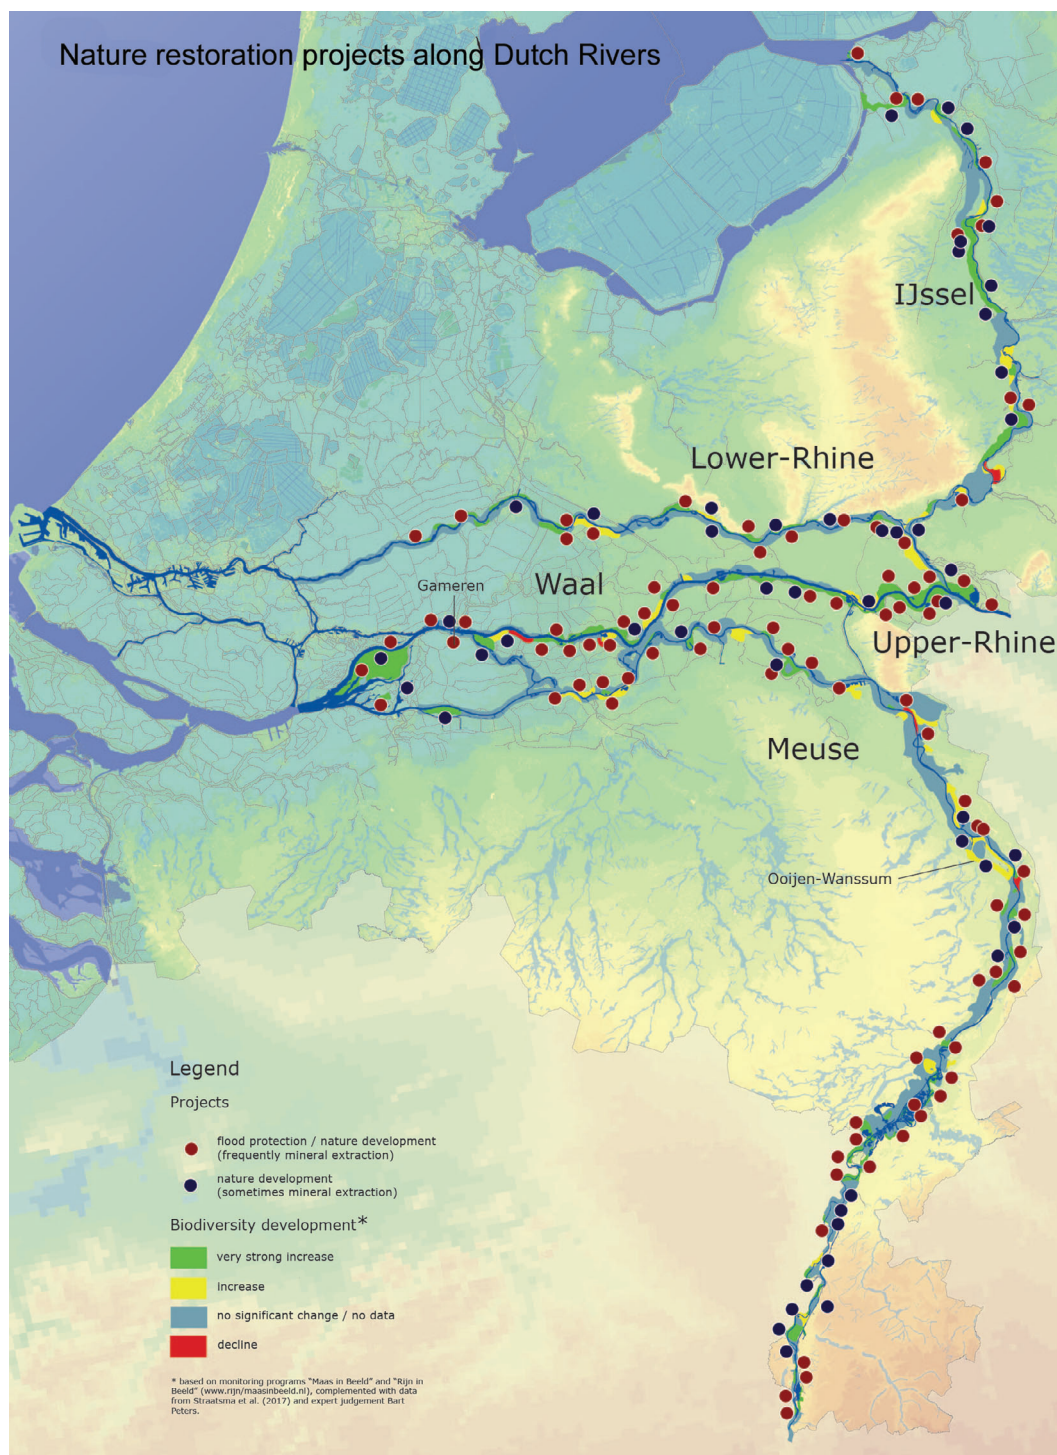 Nature restoration projects along Dutch Rivers
IJssel
Lower-Rhine
Gameren
Waal
Upper-Rhine
Meuse
Ooijen-Wanssum
Legend
Projects
flood protection / nature development
(frequently mineral extraction)
nature development
(sometimes mineral extraction)
Biodiversity development*
very strong increase
increase
no significant change / no data
decline
* based on monitoring programs "Maas in Beeld" and "Rijn in
Beeld" (www.rijn/maasinbeeld.nl), complemented with data
from Straatsma et al. (2017) and expert judgement Bart
Peters.